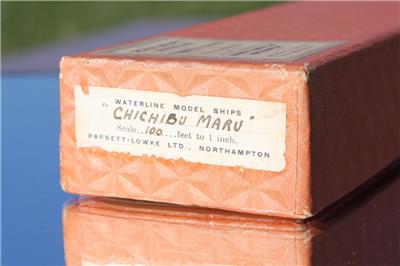 WATERLINE MODEL SHIPS
"CHICHIBU MARU"
Scale..100...feet to 1 inch.
BASSETT-LOWKE LTD., NORTHAMPTON